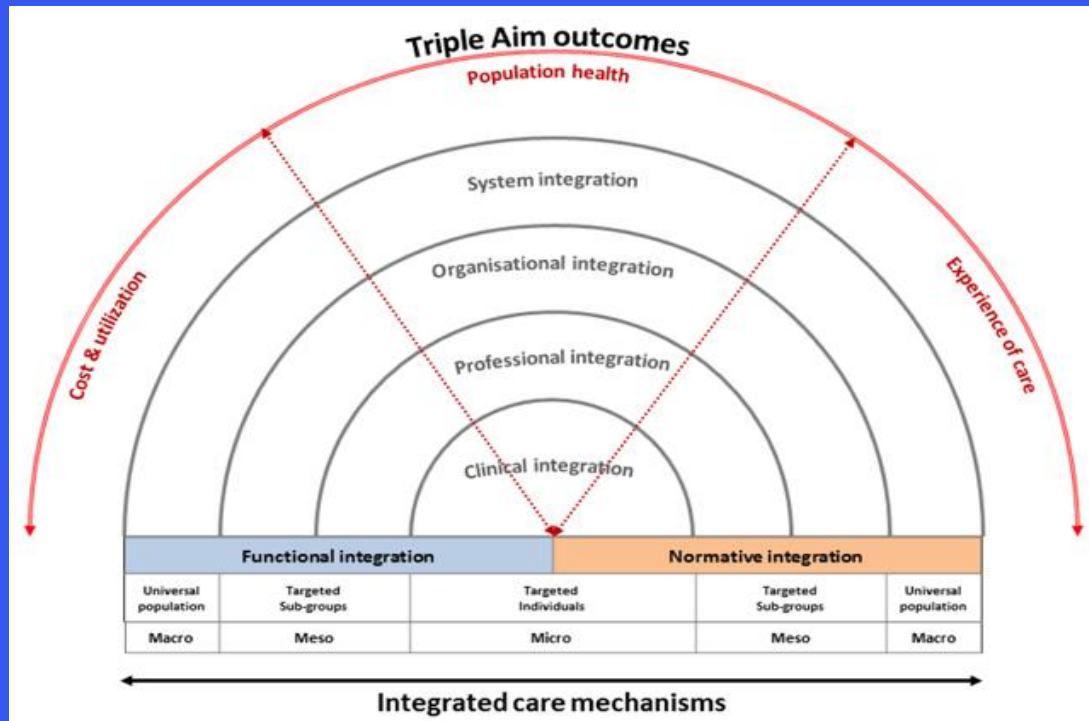 Triple Aim outcomes
Population health
Cost & utilization
Experience of care
System integration
Organisational integration
Professional integration
Clinical integration
Functional integration
Normative integration
Universal
population
Targeted
Sub-groups
Targeted
Individuals
Targeted
Sub-groups
Universal
population
Macro
Meso
Micro
Meso
Macro
Integrated care mechanisms